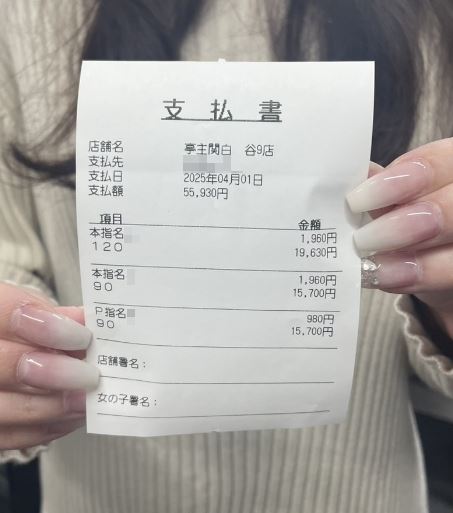 支払書
店舗名 亭主関白 谷9店
支払先
支払日 2025年04月01日
支払額 55,930円
項目 金額
本指名 1,960円
120 19,630円
本指名 1,960円
90 15,700円
P指名 980円
90 15,700円
店舗署名：
女の子署名：